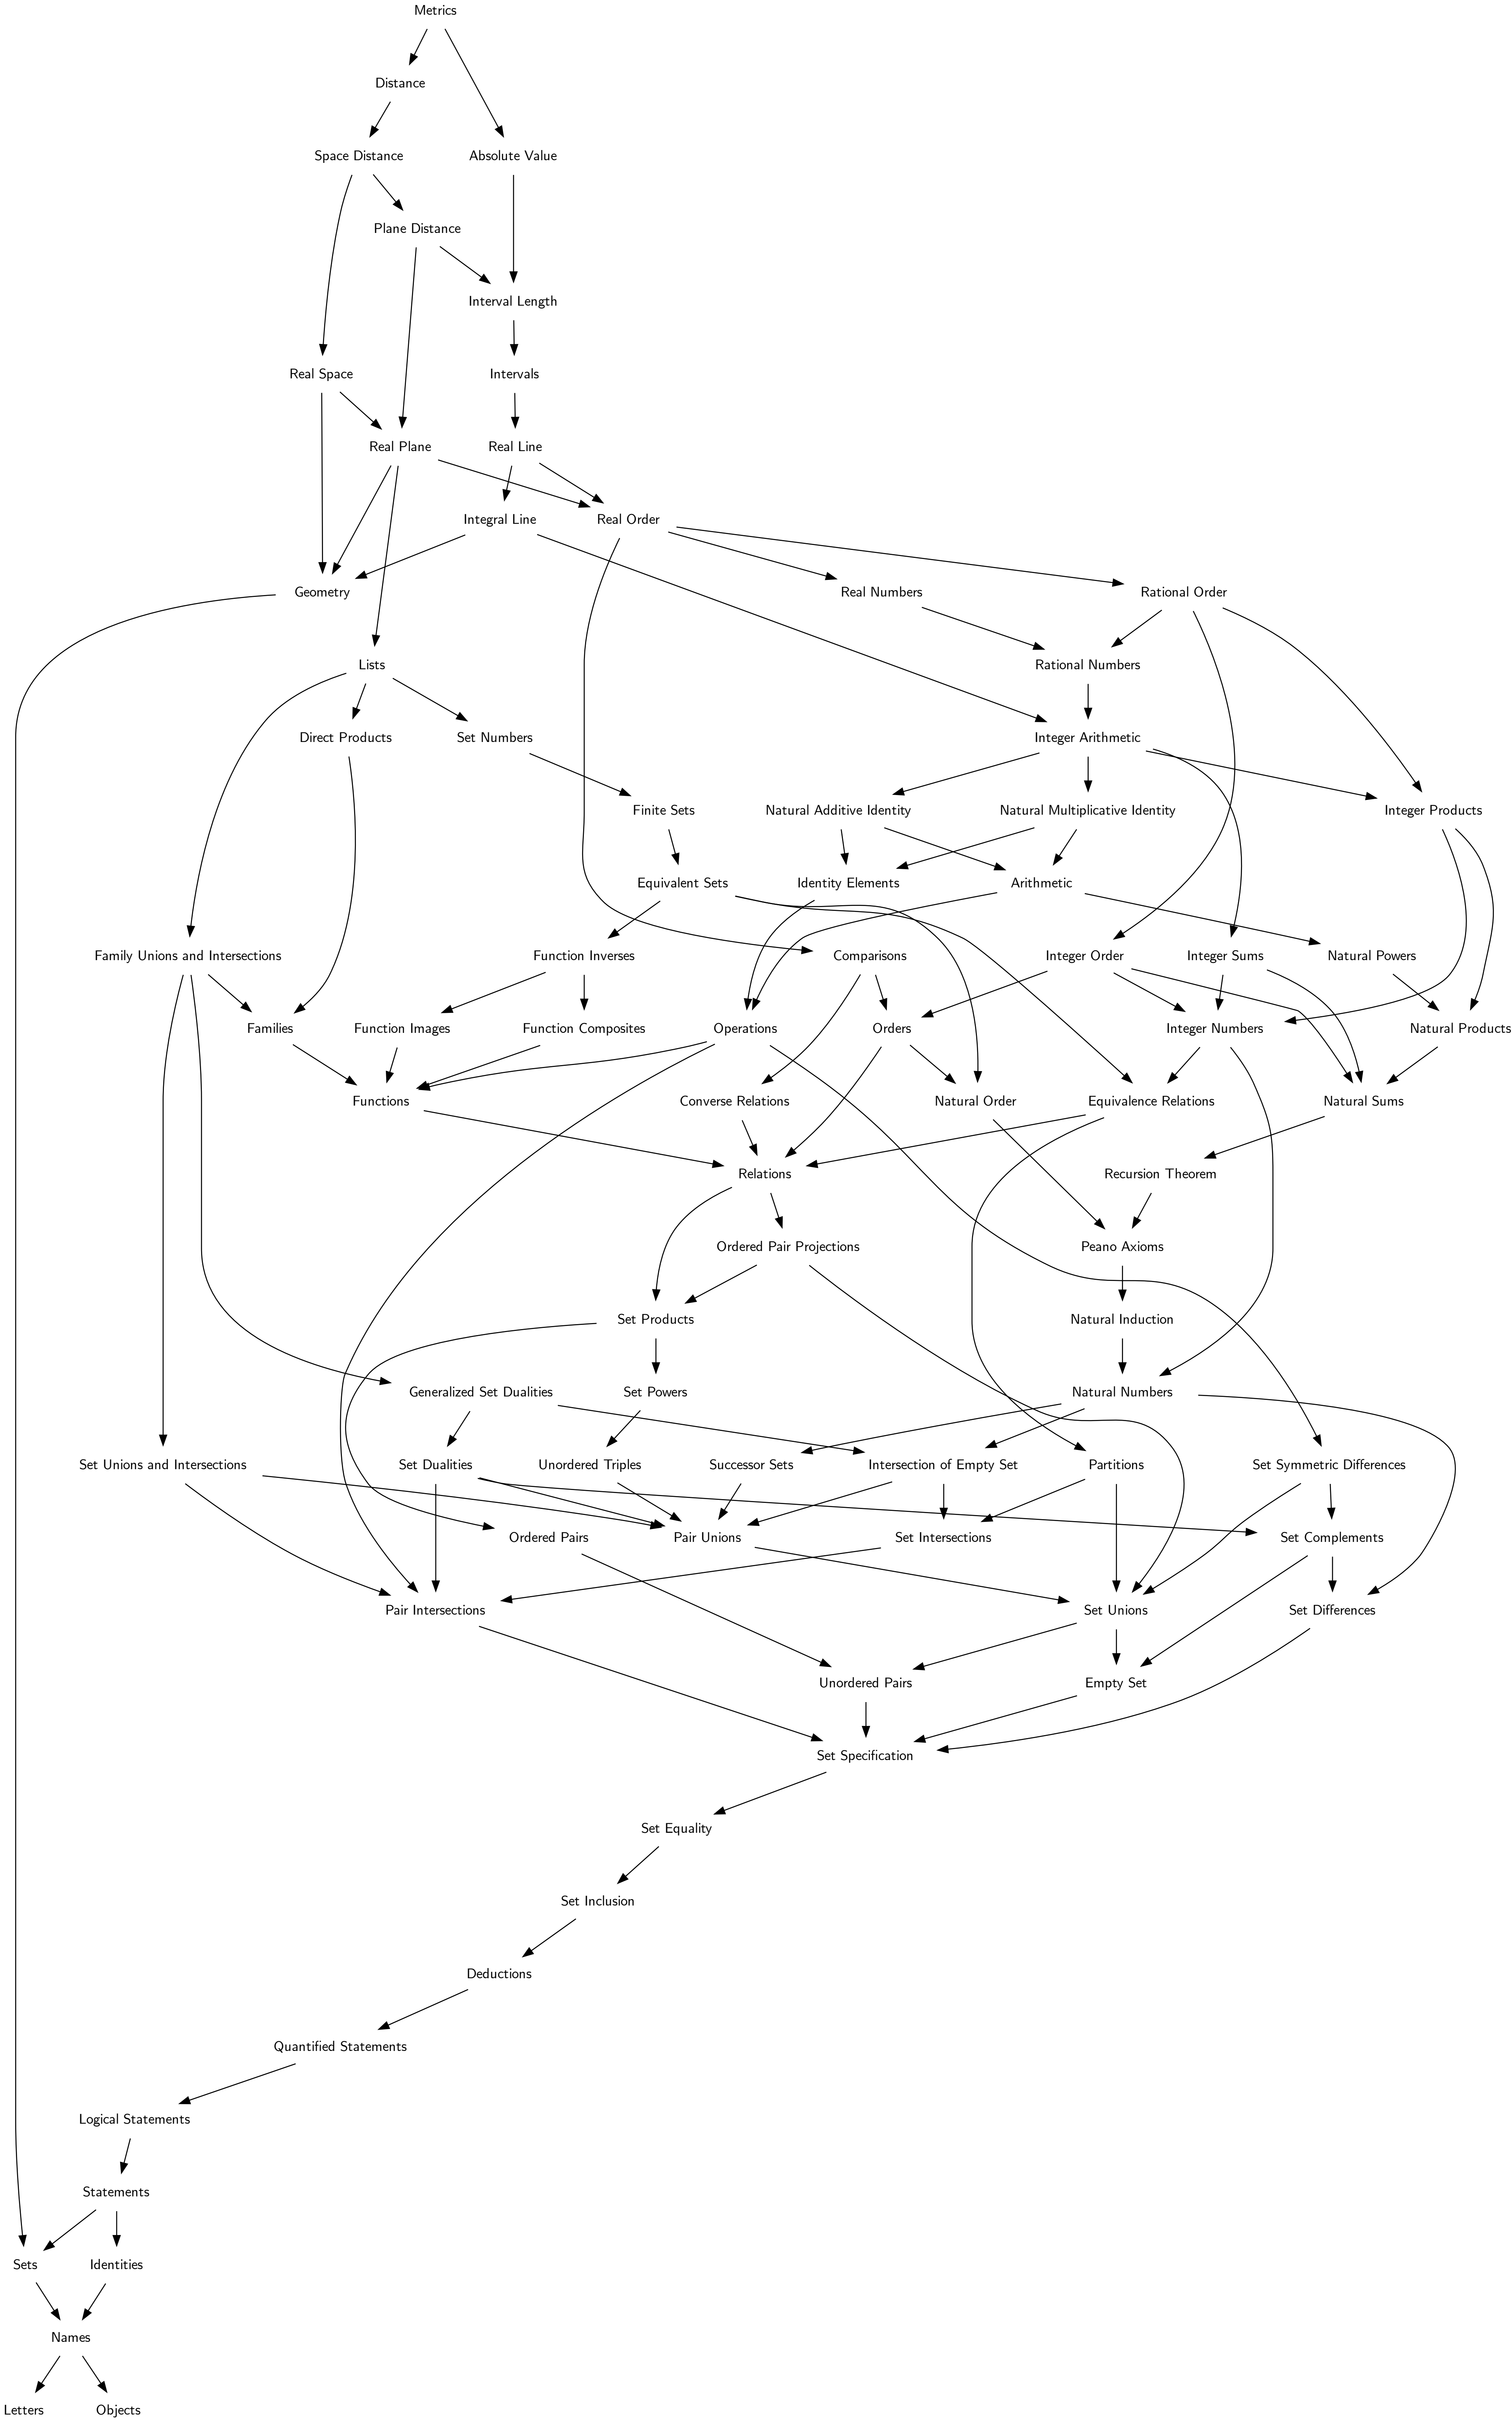 Metrics
Distance
Space Distance
Absolute Value
Plane Distance
Interval Length
Real Space
Intervals
Real Plane
Real Line
Integral Line
Real Order
Geometry
Real Numbers
Rational Order
Lists
Rational Numbers
Direct Products
Set Numbers
Integer Arithmetic
Finite Sets
Natural Additive Identity
Natural Multiplicative Identity
Integer Products
Equivalent Sets
Identity Elements
Arithmetic
Family Unions and Intersections
Function Inverses
Comparisons
Integer Order
Integer Sums
Natural Powers
Families
Function Images
Function Composites
Operations
Orders
Integer Numbers
Natural Products
Functions
Converse Relations
Natural Order
Equivalence Relations
Natural Sums
Relations
Recursion Theorem
Ordered Pair Projections
Peano Axioms
Set Products
Natural Induction
Generalized Set Dualities
Set Powers
Natural Numbers
Set Unions and Intersections
Set Dualities
Unordered Triples
Successor Sets
Intersection of Empty Set
Partitions
Set Symmetric Differences
Ordered Pairs
Pair Unions
Set Intersections
Set Complements
Pair Intersections
Set Unions
Set Differences
Unordered Pairs
Empty Set
Set Specification
Set Equality
Set Inclusion
Deductions
Quantified Statements
Logical Statements
Statements
Sets
Identities
Names
Letters
Objects